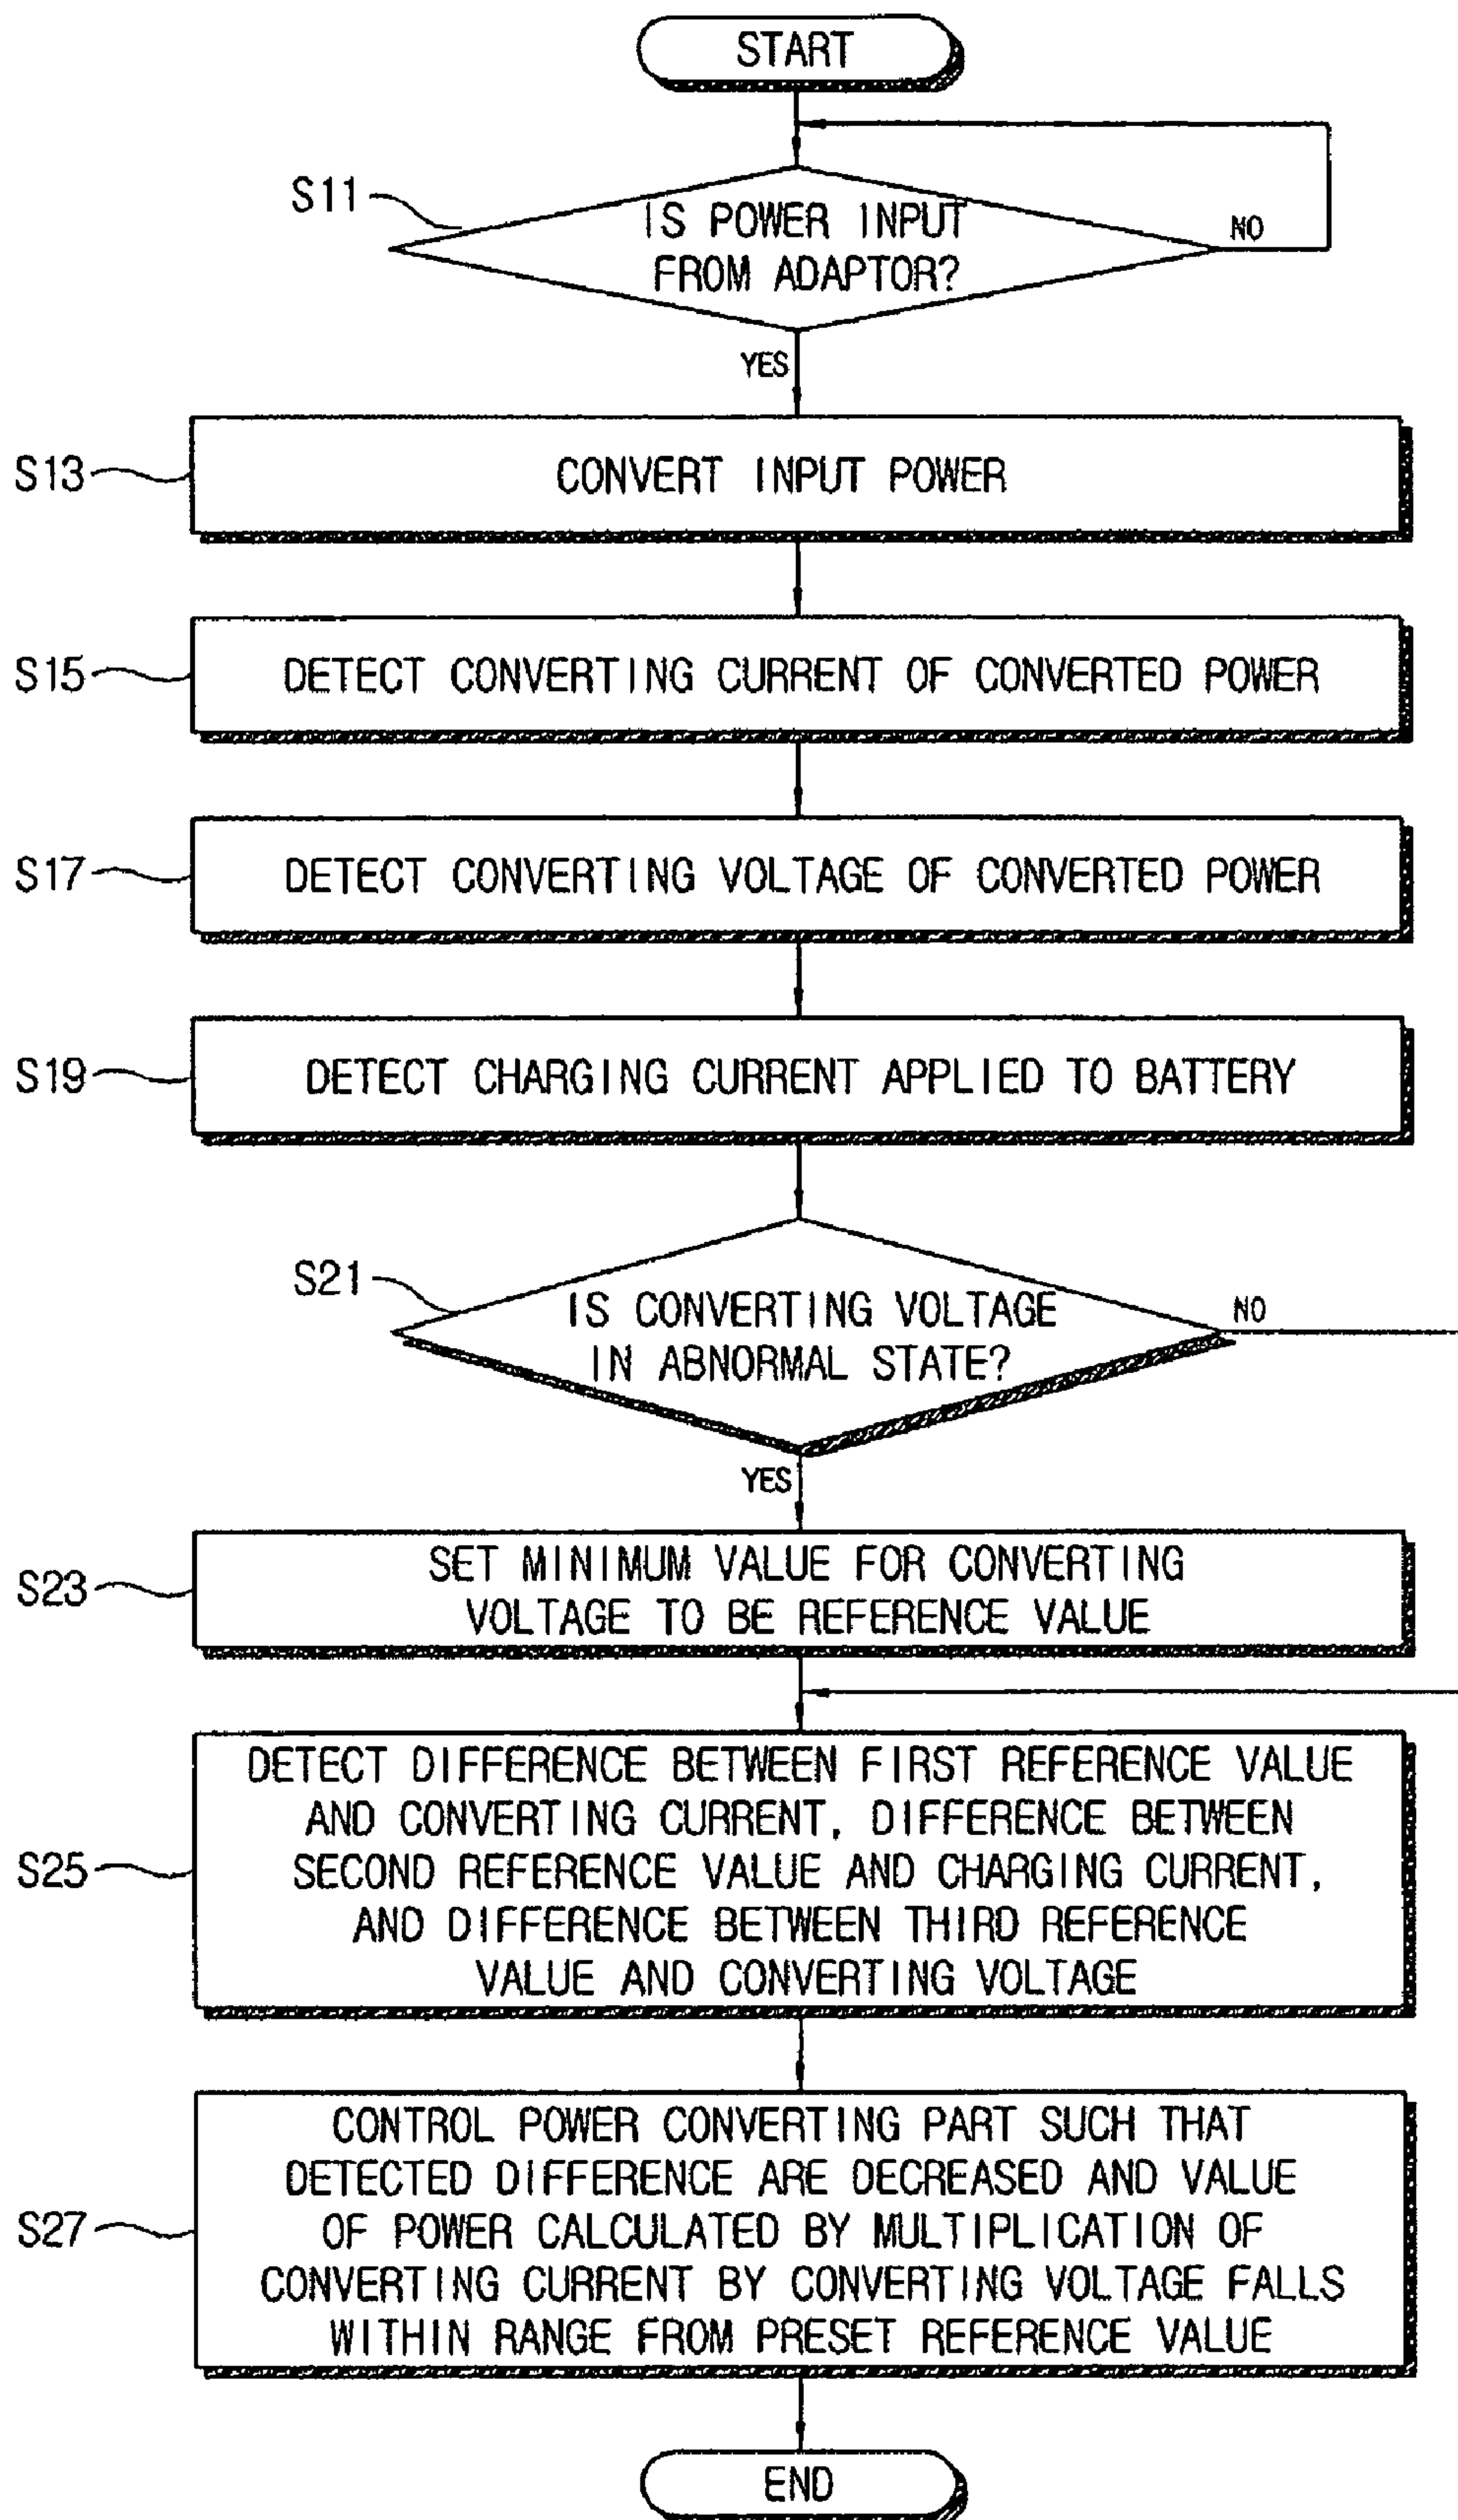 START
S11
IS POWER INPUT
FROM ADAPTOR?
NO
YES
S13
CONVERT INPUT POWER
S15
DETECT CONVERTING CURRENT OF CONVERTED POWER
S17
DETECT CONVERTING VOLTAGE OF CONVERTED POWER
S19
DETECT CHARGING CURRENT APPLIED TO BATTERY
S21
IS CONVERTING VOLTAGE
IN ABNORMAL STATE?
NO
YES
S23
SET MINIMUM VALUE FOR CONVERTING
VOLTAGE TO BE REFERENCE VALUE
S25
DETECT DIFFERENCE BETWEEN FIRST REFERENCE VALUE
AND CONVERTING CURRENT, DIFFERENCE BETWEEN
SECOND REFERENCE VALUE AND CHARGING CURRENT,
AND DIFFERENCE BETWEEN THIRD REFERENCE
VALUE AND CONVERTING VOLTAGE
S27
CONTROL POWER CONVERTING PART SUCH THAT
DETECTED DIFFERENCE ARE DECREASED AND VALUE
OF POWER CALCULATED BY MULTIPLICATION OF
CONVERTING CURRENT BY CONVERTING VOLTAGE FALLS
WITHIN RANGE FROM PRESET REFERENCE VALUE
END